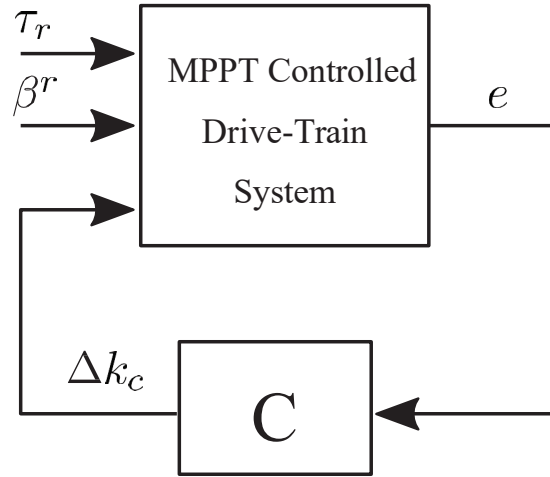 τ_r
β^r
MPPT Controlled
Drive-Train
System
e
Δk_c
C